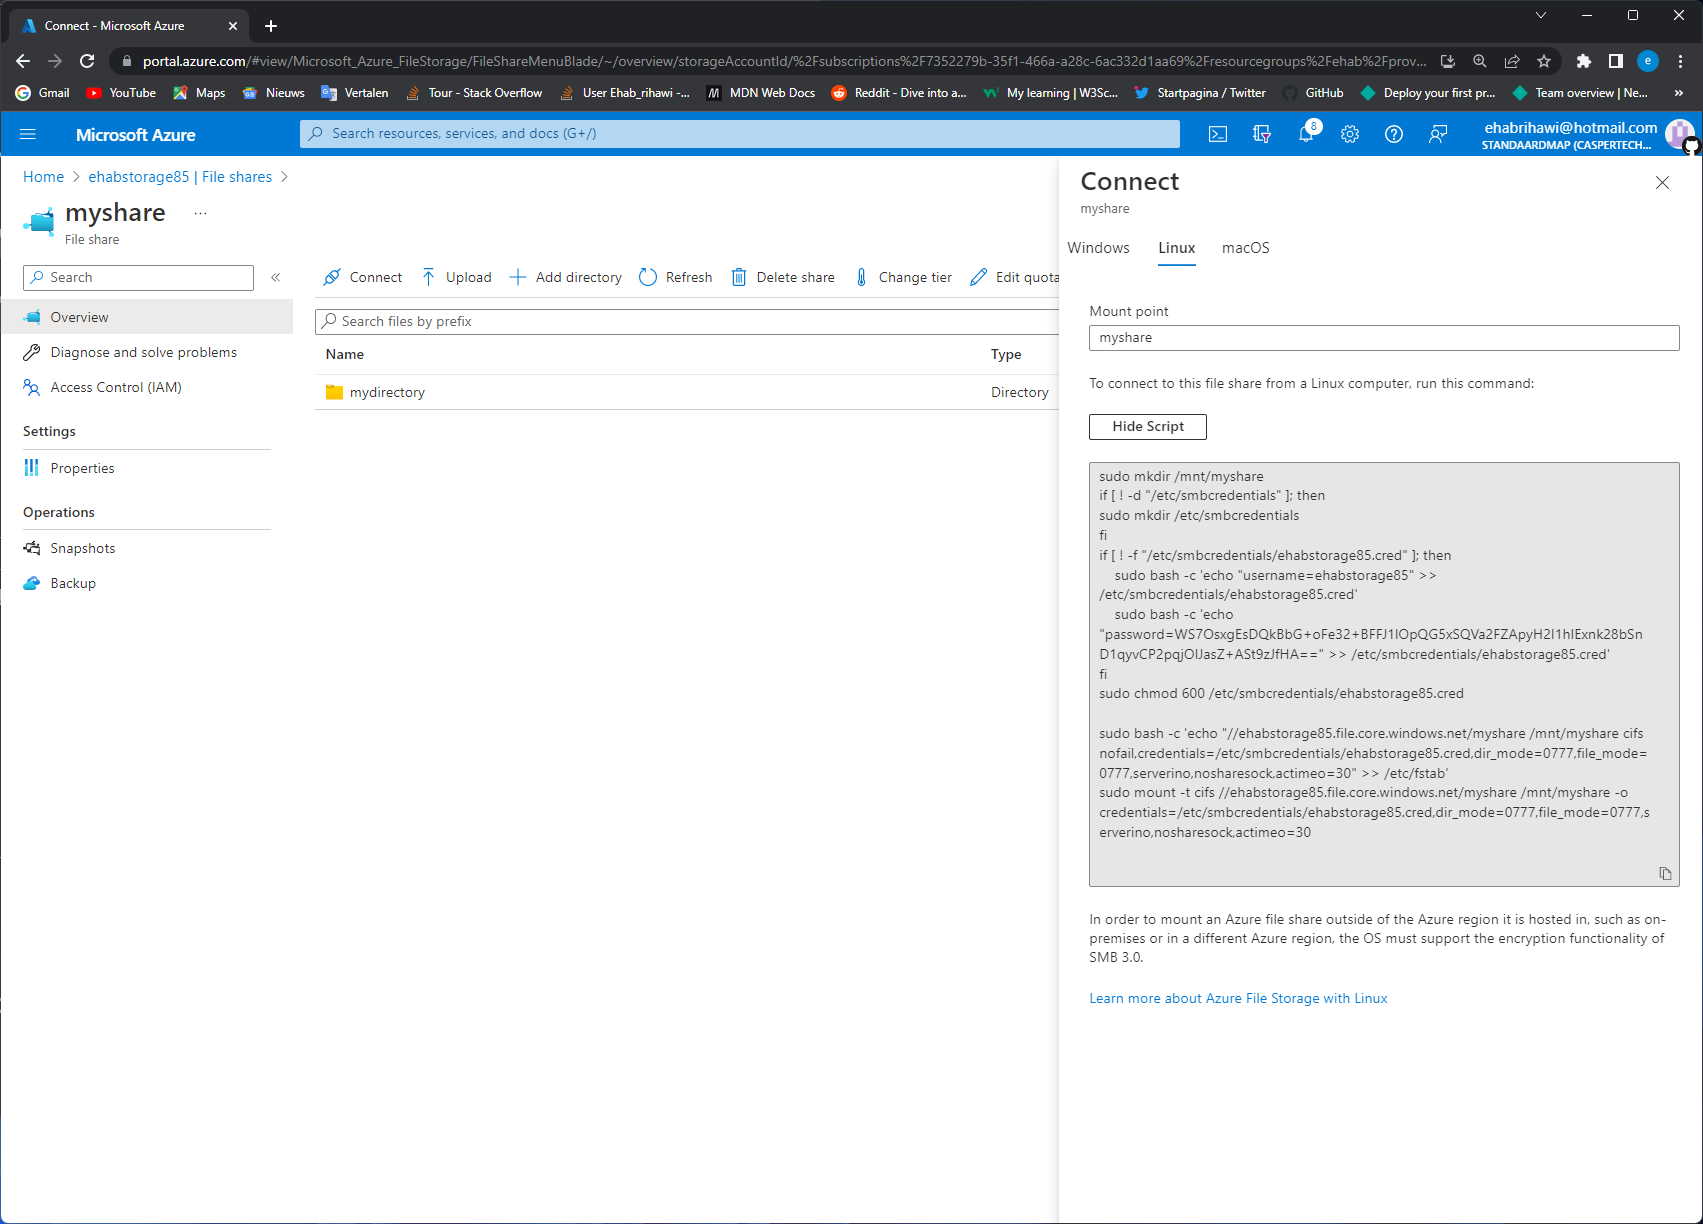 Connect - Microsoft Azure
portal.azure.com/#view/Microsoft_Azure_FileStorage/FileShareMenuBlade/~/overview/storageAccountId/%2Fsubscriptions%2F7352279b-35f1-466a-a28c-6ac332d1aa69%2Fresourcegroups%2Fehab%2Fprov...
Gmail YouTube Maps Nieuws Vertalen Tour - Stack Overflow User Ehab_rihawi -... MDN Web Docs Reddit - Dive into a... My learning | W3Sc... Startpagina / Twitter GitHub Deploy your first pr... Team overview | Ne... »
Microsoft Azure
Search resources, services, and docs (G+/)
8
ehabrihawi@hotmail.com
STANDAARDMAP (CASPERTECH...
Home > ehabstorage85 | File shares >
myshare ...
File share
Search
«
Overview
Diagnose and solve problems
Access Control (IAM)
Settings
Properties
Operations
Snapshots
Backup
Connect Upload Add directory Refresh Delete share Change tier Edit quota
Search files by prefix
Name Type
mydirectory Directory
Connect
myshare
Windows Linux macOS
Mount point
myshare
To connect to this file share from a Linux computer, run this command:
Hide Script
sudo mkdir /mnt/myshare
if [ ! -d "/etc/smbcredentials" ]; then
sudo mkdir /etc/smbcredentials
fi
if [ ! -f "/etc/smbcredentials/ehabstorage85.cred" ]; then
sudo bash -c 'echo "username=ehabstorage85" >>
/etc/smbcredentials/ehabstorage85.cred'
sudo bash -c 'echo
"password=WS7OsxgEsDQkBbG+oFe32+BFFJ1IOpQG5xSQVa2FZApyH2I1hIExnk28bSn
D1qyvCP2pqjOIJasZ+ASt9zJfHA==" >> /etc/smbcredentials/ehabstorage85.cred'
fi
sudo chmod 600 /etc/smbcredentials/ehabstorage85.cred
sudo bash -c 'echo "//ehabstorage85.file.core.windows.net/myshare /mnt/myshare cifs
nofail,credentials=/etc/smbcredentials/ehabstorage85.cred,dir_mode=0777,file_mode=
0777,serverino,nosharesock,actimeo=30" >> /etc/fstab'
sudo mount -t cifs //ehabstorage85.file.core.windows.net/myshare /mnt/myshare -o
credentials=/etc/smbcredentials/ehabstorage85.cred,dir_mode=0777,file_mode=0777,s
erverino,nosharesock,actimeo=30
In order to mount an Azure file share outside of the Azure region it is hosted in, such as on-
premises or in a different Azure region, the OS must support the encryption functionality of
SMB 3.0.
Learn more about Azure File Storage with Linux